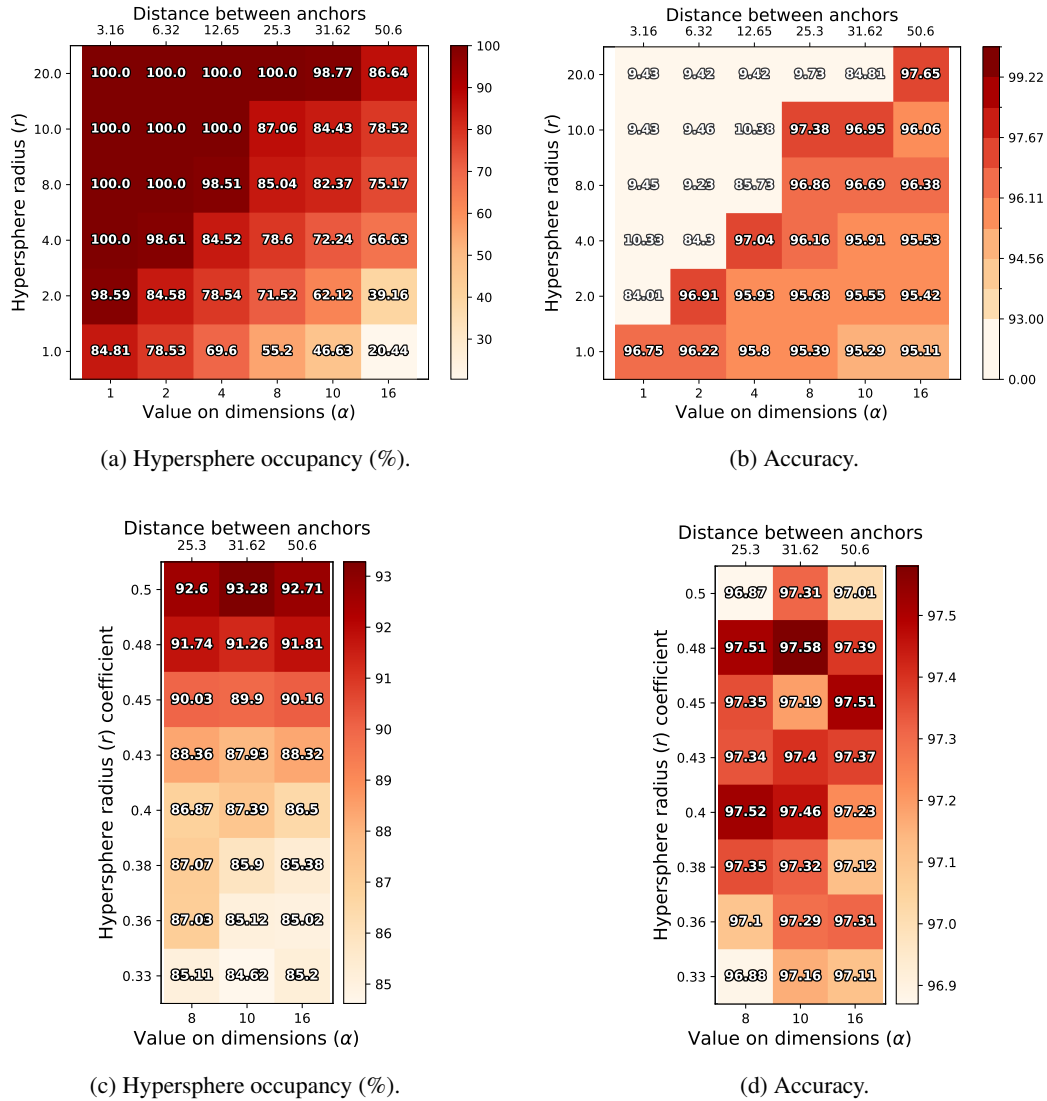 Distance between anchors
3.16 6.32 12.65 25.3 31.62 50.6
Hypersphere radius (r)
20.0 100.0 100.0 100.0 100.0 98.77 86.64
10.0 100.0 100.0 100.0 87.06 84.43 78.52
8.0 100.0 100.0 98.51 85.04 82.37 75.17
4.0 100.0 98.61 84.52 78.6 72.24 66.63
2.0 98.59 84.58 78.54 71.52 62.12 39.16
1.0 84.81 78.53 69.6 55.2 46.63 20.44
1 2 4 8 10 16
Value on dimensions (α)
100
90
80
70
60
50
40
30
(a) Hypersphere occupancy (%).
Distance between anchors
3.16 6.32 12.65 25.3 31.62 50.6
Hypersphere radius (r)
20.0 9.43 9.42 9.42 9.73 84.81 97.65
10.0 9.43 9.46 10.38 97.38 96.95 96.06
8.0 9.45 9.23 85.73 96.86 96.69 96.38
4.0 10.33 84.3 97.04 96.16 95.91 95.53
2.0 84.01 96.91 95.93 95.68 95.55 95.42
1.0 96.75 96.22 95.8 95.39 95.29 95.11
1 2 4 8 10 16
Value on dimensions (α)
99.22
97.67
96.11
94.56
93.00
0.00
(b) Accuracy.
Distance between anchors
25.3 31.62 50.6
Hypersphere radius (r) coefficient
0.5 92.6 93.28 92.71
0.48 91.74 91.26 91.81
0.45 90.03 89.9 90.16
0.43 88.36 87.93 88.32
0.4 86.87 87.39 86.5
0.38 87.07 85.9 85.38
0.36 87.03 85.12 85.02
0.33 85.11 84.62 85.2
8 10 16
Value on dimensions (α)
93
92
91
90
89
88
87
86
85
(c) Hypersphere occupancy (%).
Distance between anchors
25.3 31.62 50.6
Hypersphere radius (r) coefficient
0.5 96.87 97.31 97.01
0.48 97.51 97.58 97.39
0.45 97.35 97.19 97.51
0.43 97.34 97.4 97.37
0.4 97.52 97.46 97.23
0.38 97.35 97.32 97.12
0.36 97.1 97.29 97.31
0.33 96.88 97.16 97.11
8 10 16
Value on dimensions (α)
97.5
97.4
97.3
97.2
97.1
97.0
96.9
(d) Accuracy.